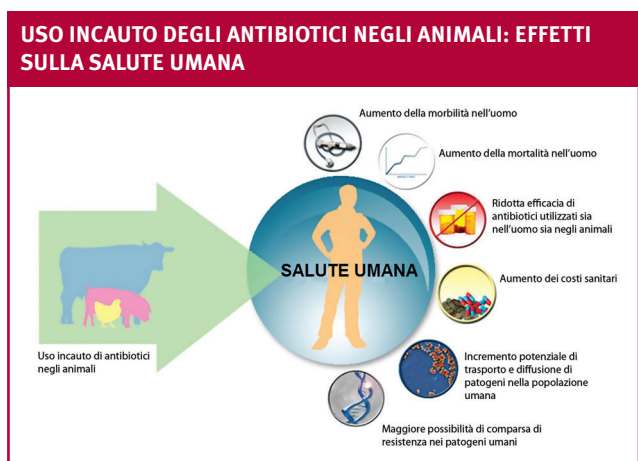 USO INCAUTO DEGLI ANTIBIOTICI NEGLI ANIMALI: EFFETTI
SULLA SALUTE UMANA
Aumento della morbilità nell'uomo
Aumento della mortalità nell'uomo
Ridotta efficacia di
antibiotici utilizzati sia
nell'uomo sia negli animali
SALUTE UMANA
Aumento dei costi sanitari
Uso incauto di antibiotici
negli animali
Incremento potenziale di
trasporto e diffusione di
patogeni nella popolazione
umana
Maggiore possibilità di comparsa di
resistenza nei patogeni umani